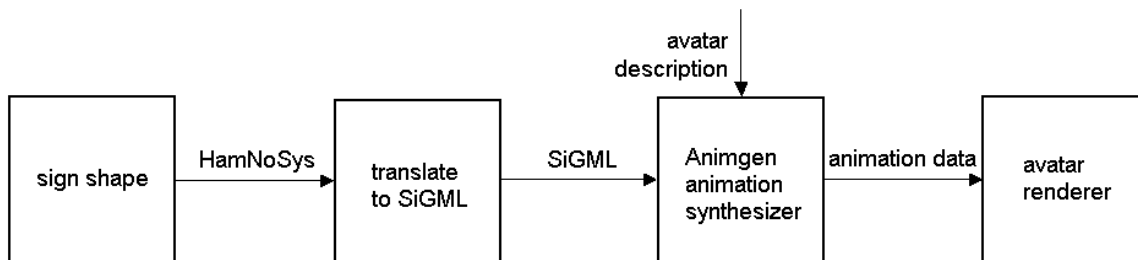 avatar
description
sign shape
HamNoSys
translate
to SiGML
SiGML
Animgen
animation
synthesizer
animation data
avatar
renderer